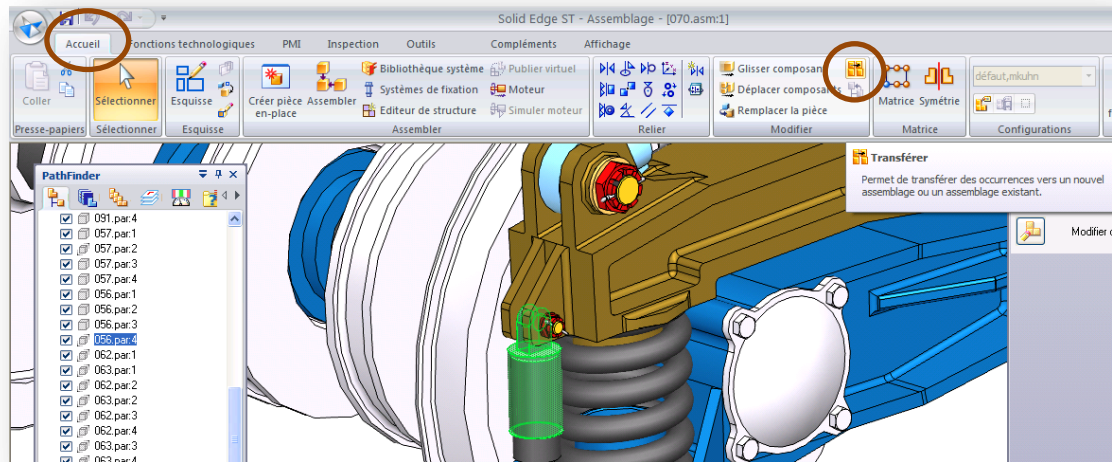 Solid Edge ST - Assemblage - [070.asm:1]
Accueil Fonctions technologiques PMI Inspection Outils Compléments Affichage
Coller
Presse-papiers
Sélectionner
Sélectionner
Esquisse
Esquisse
Créer pièce en-place
Assembler
Bibliothèque système
Systèmes de fixation
Editeur de structure
Publier virtuel
Moteur
Simuler moteur
Assembler
Relier
Glisser composant
Déplacer composants
Remplacer la pièce
Modifier
Matrice Symétrie
Matrice
défaut,mkuhn
Configurations
Transférer
Permet de transférer des occurrences vers un nouvel
assemblage ou un assemblage existant.
Modifier
PathFinder
091.par:4
057.par:1
057.par:2
057.par:3
057.par:4
056.par:1
056.par:2
056.par:3
056.par:4
062.par:1
063.par:1
062.par:2
063.par:2
062.par:3
062.par:4
063.par:3
063.par:4